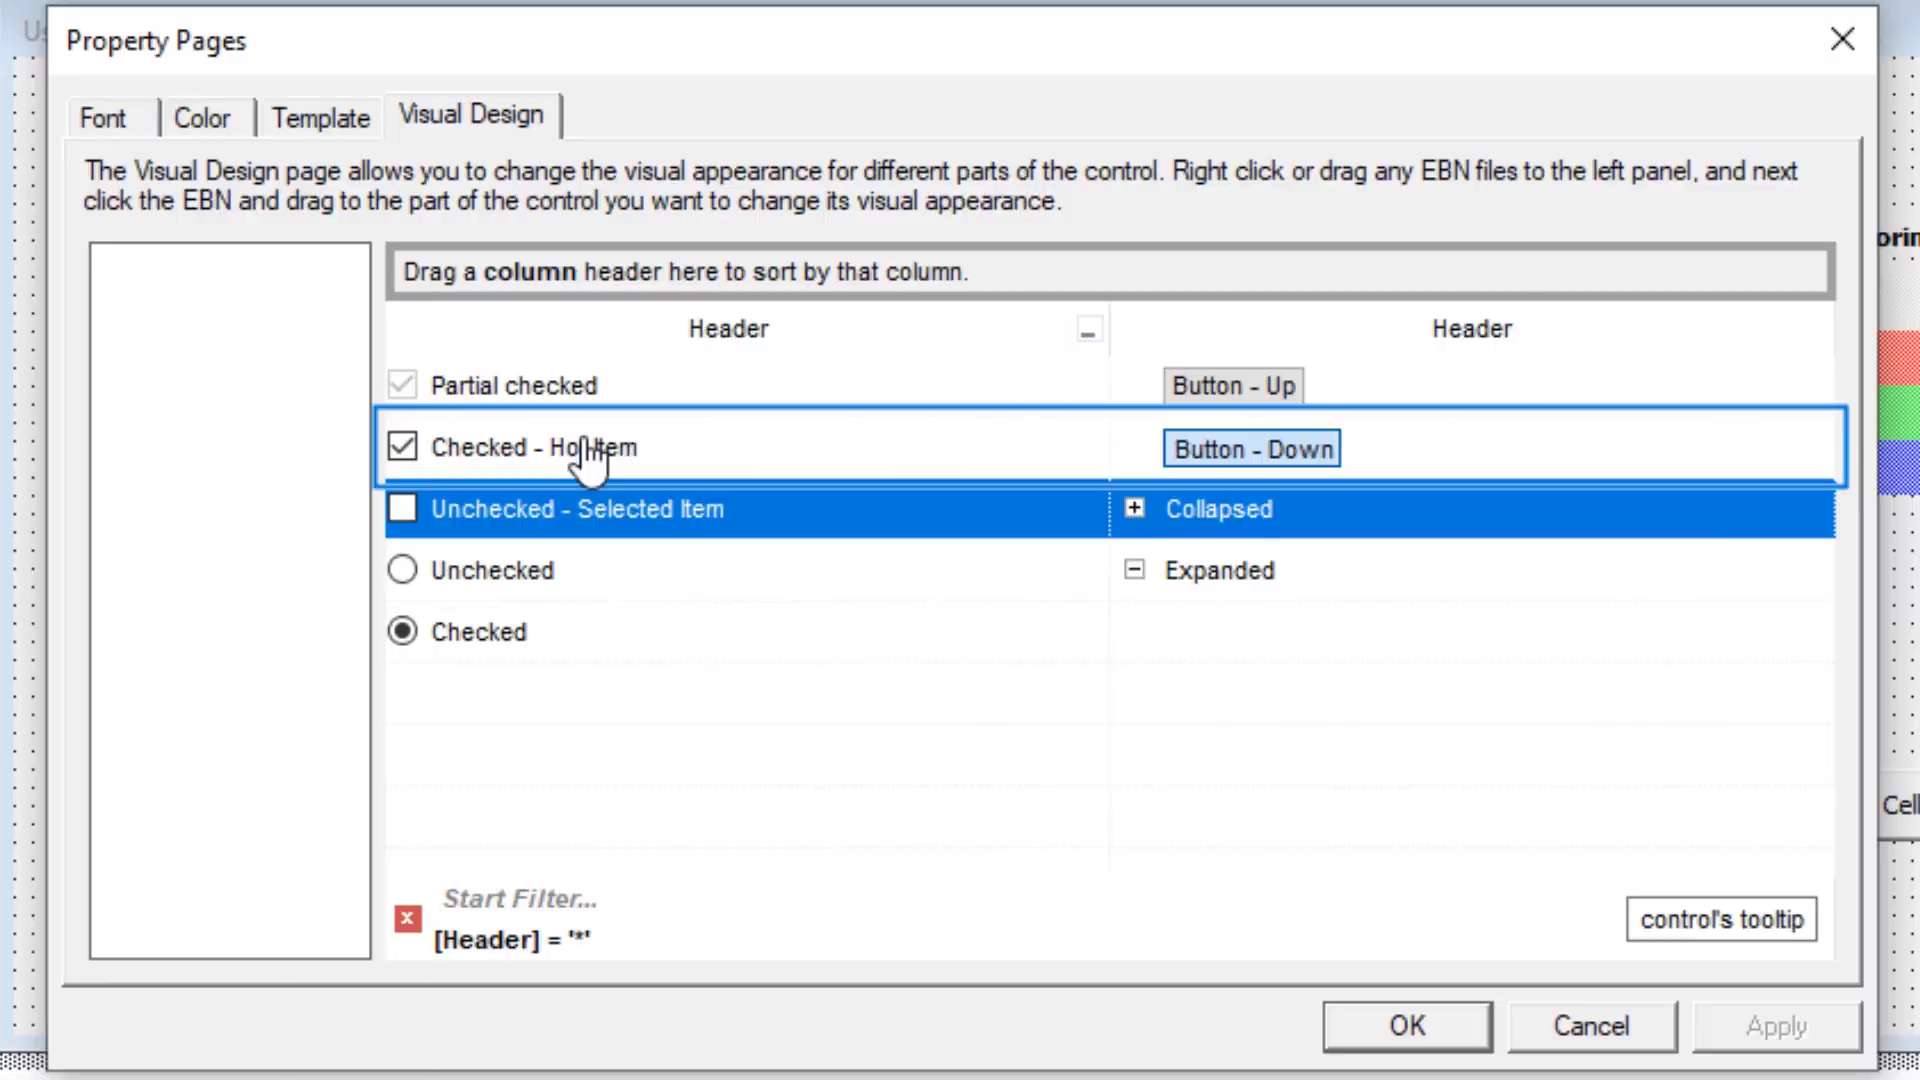 Property Pages
Font
Color
Template
Visual Design
The Visual Design page allows you to change the visual appearance for different parts of the control. Right click or drag any EBN files to the left panel, and next
click the EBN and drag to the part of the control you want to change its visual appearance.
Drag a column header here to sort by that column.
Header
Header
Partial checked
Button - Up
Checked - Hot Item
Button - Down
Unchecked - Selected Item
Collapsed
Unchecked
Expanded
Checked
Start Filter...
[Header] = '*'
control's tooltip
OK
Cancel
Apply